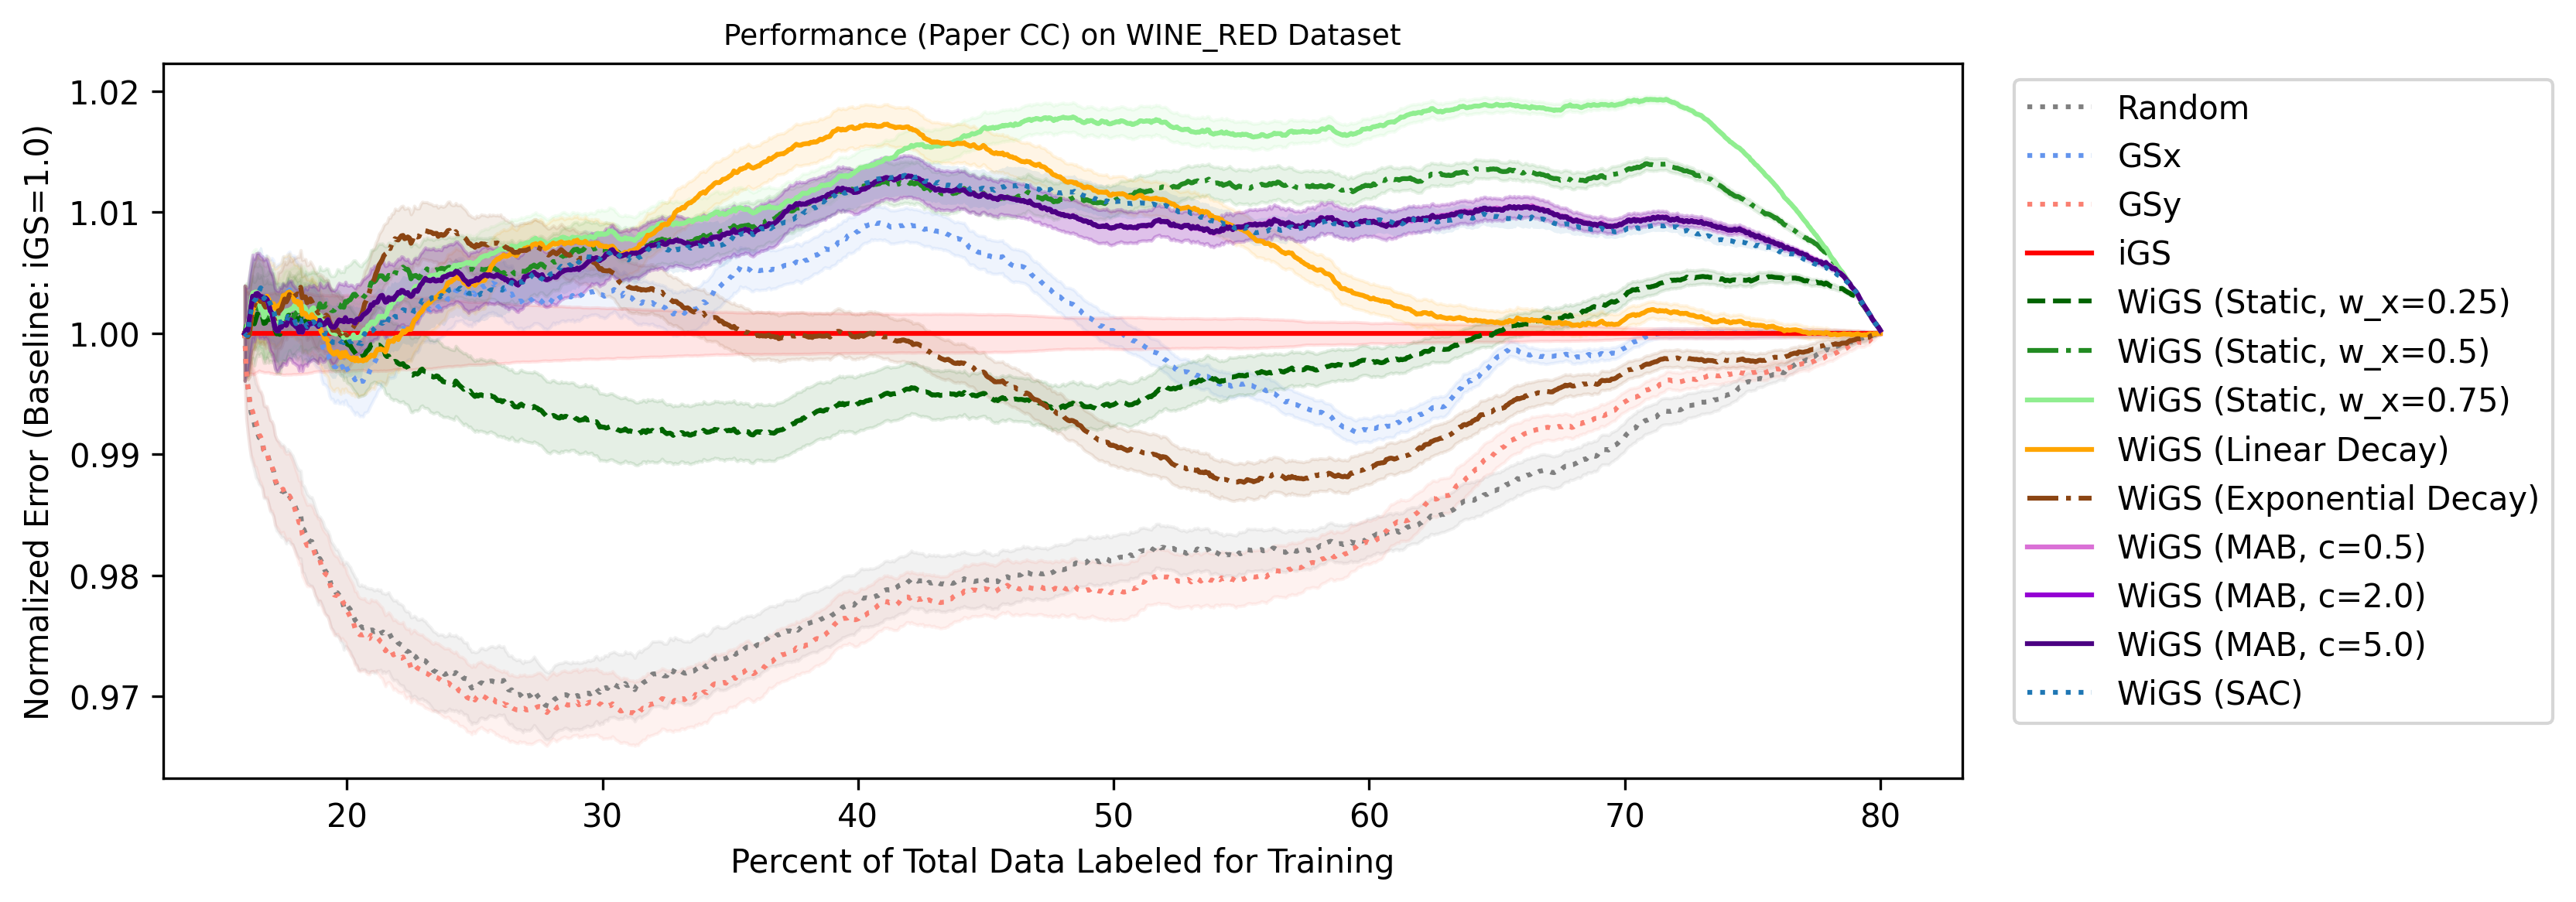 Performance (Paper CC) on WINE_RED Dataset
Normalized Error (Baseline: iGS=1.0)
1.02
1.01
1.00
0.99
0.98
0.97
20 30 40 50 60 70 80
Percent of Total Data Labeled for Training
Random
GSx
GSy
iGS
WiGS (Static, w_x=0.25)
WiGS (Static, w_x=0.5)
WiGS (Static, w_x=0.75)
WiGS (Linear Decay)
WiGS (Exponential Decay)
WiGS (MAB, c=0.5)
WiGS (MAB, c=2.0)
WiGS (MAB, c=5.0)
WiGS (SAC)